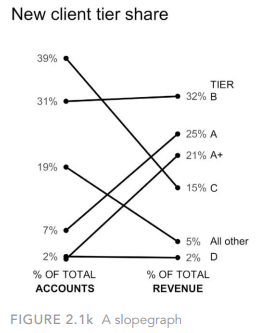 New client tier share
39%
TIER
31%
32% B
25% A
19%
21% A+
15% C
7%
5% All other
2%
2% D
% OF TOTAL % OF TOTAL
ACCOUNTS REVENUE
FIGURE 2.1k A slopegraph